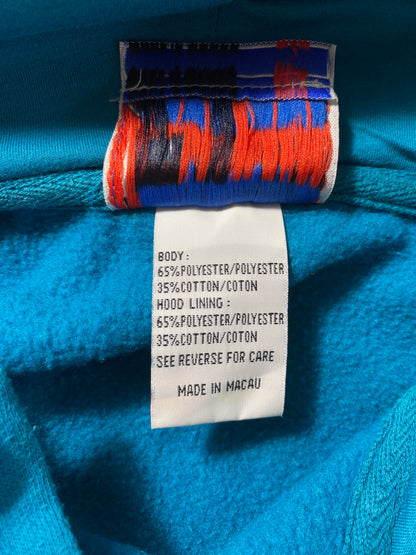 BODY:
65%POLYESTER/POLYESTER
35%COTTON/COTON
HOOD LINING:
65%POLYESTER/POLYESTER
35%COTTON/COTON
SEE REVERSE FOR CARE
MADE IN MACAU